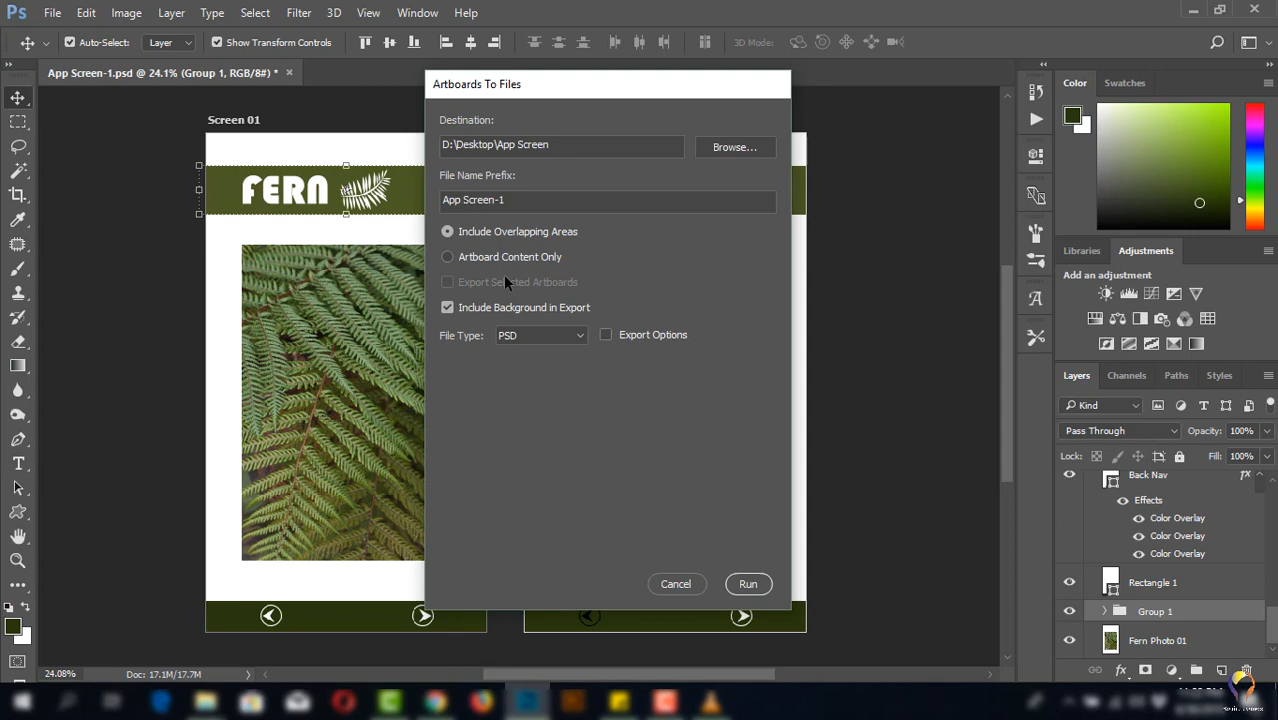 Ps File Edit Image Layer Type Select Filter 3D View Window Help
Auto-Select: Layer Show Transform Controls 3D Mode:
App Screen-1.psd @ 24.1% (Group 1, RGB/8#) * ×
Artboards To Files
Color Swatches
Screen 01
Destination:
D:\Desktop\App Screen Browse...
File Name Prefix:
App Screen-1
FERN
Include Overlapping Areas
Artboard Content Only
Export Selected Artboards
Include Background in Export
File Type: PSD Export Options
Cancel Run
Libraries Adjustments
Add an adjustment
Layers Channels Paths Styles
Kind
Pass Through Opacity: 100%
Lock: Fill: 100%
Back Nav fx
Effects
Color Overlay
Color Overlay
Color Overlay
Rectangle 1
Group 1
Fern Photo 01
fx
24.08% Doc: 17.1M/17.7M